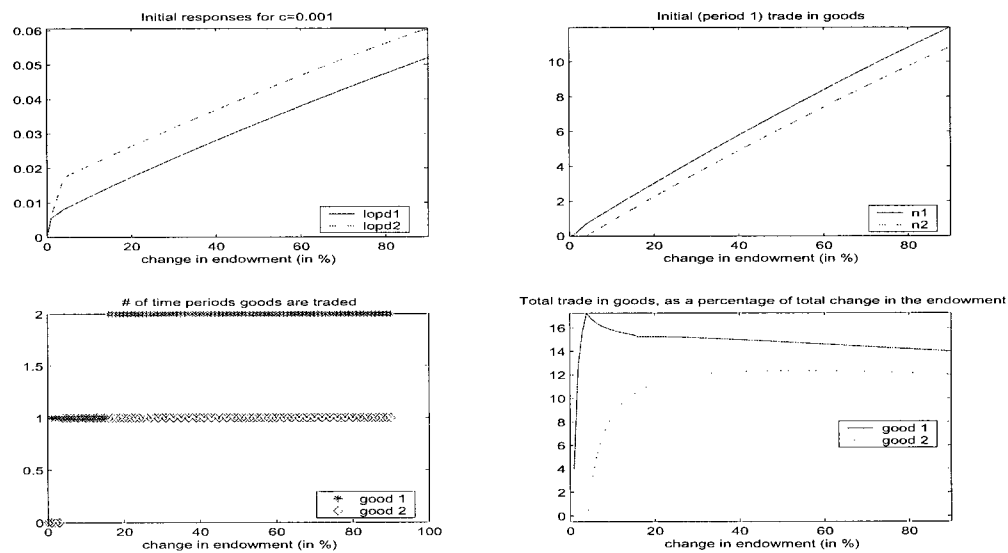 Initial responses for c=0.001
0.06
0.05
0.04
0.03
0.02
0.01
0
lopd1
lopd2
0 20 40 60 80
change in endowment (in %)
Initial (period 1) trade in goods
10
8
6
4
2
0
n1
n2
0 20 40 60 80
change in endowment (in %)
# of time periods goods are traded
2
1.5
1
0.5
0
good 1
good 2
0 20 40 60 80 100
change in endowment (in %)
Total trade in goods, as a percentage of total change in the endowment
16
14
12
10
8
6
4
2
0
good 1
good 2
0 20 40 60 80
change in endowment (in %)